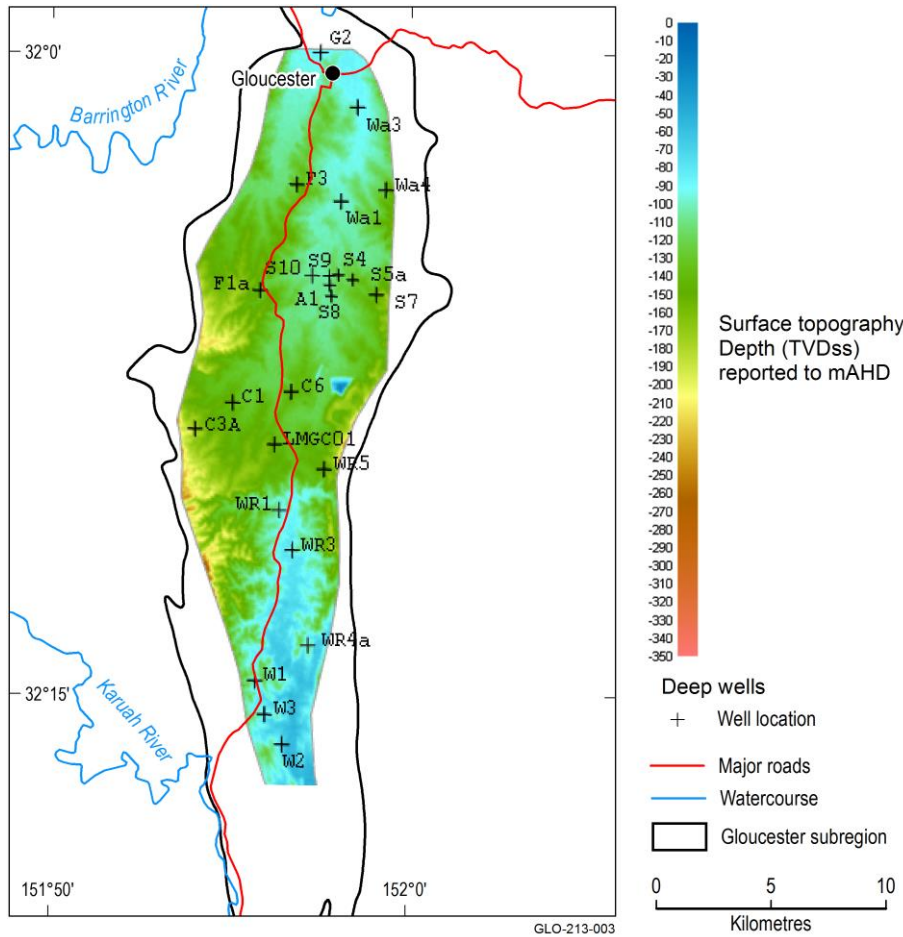 32°0'
G2
Gloucester
Barrington River
Wa3
F3
Wa4
Wa1
S10
S9
S4
S5a
F1a
A1
S7
S8
C6
C1
C3A
LMGC01
WR5
WR1
WR3
WR4a
32°15'
W1
Karuah River
W3
W2
151°50'
152°0'
GLO-213-003
0
-10
-20
-30
-40
-50
-60
-70
-80
-90
-100
-110
-120
-130
-140
-150
-160
-170
-180
-190
-200
-210
-220
-230
-240
-250
-260
-270
-280
-290
-300
-310
-320
-330
-340
-350
Surface topography
Depth (TVDss)
reported to mAHD
Deep wells
Well location
Major roads
Watercourse
Gloucester subregion
0 5 10
Kilometres